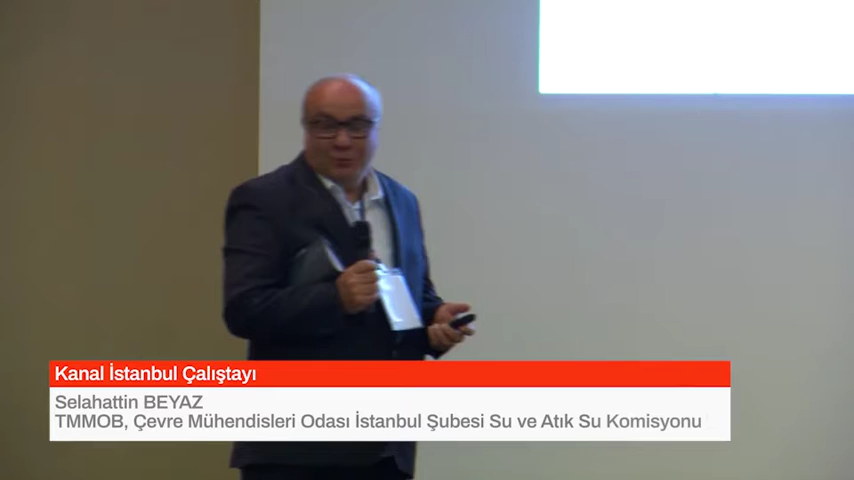 Kanal İstanbul Çalıştayı
Selahattin BEYAZ
TMMOB, Çevre Mühendisleri Odası İstanbul Şubesi Su ve Atık Su Komisyonu